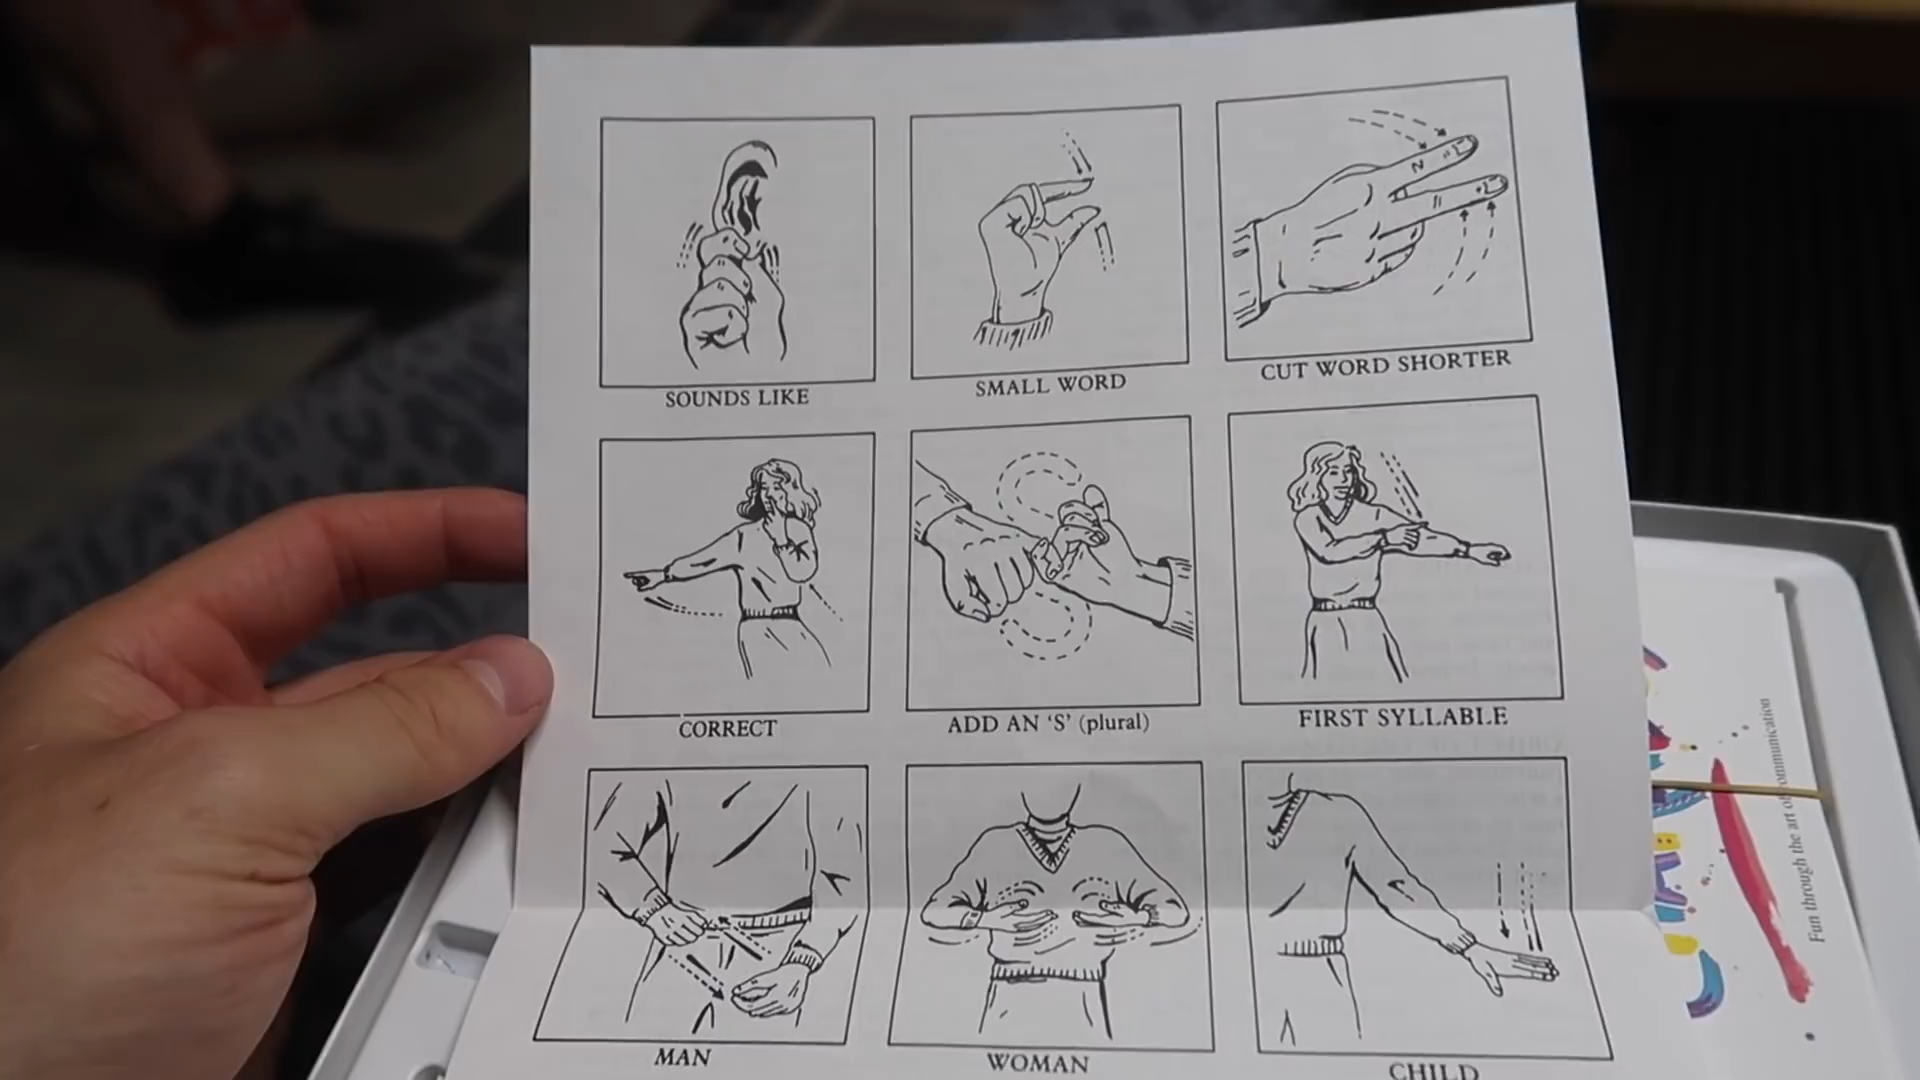 SOUNDS LIKE
SMALL WORD
CUT WORD SHORTER
CORRECT
ADD AN ‘S’ (plural)
FIRST SYLLABLE
MAN
WOMAN
CHILD
Fun through the art of communication